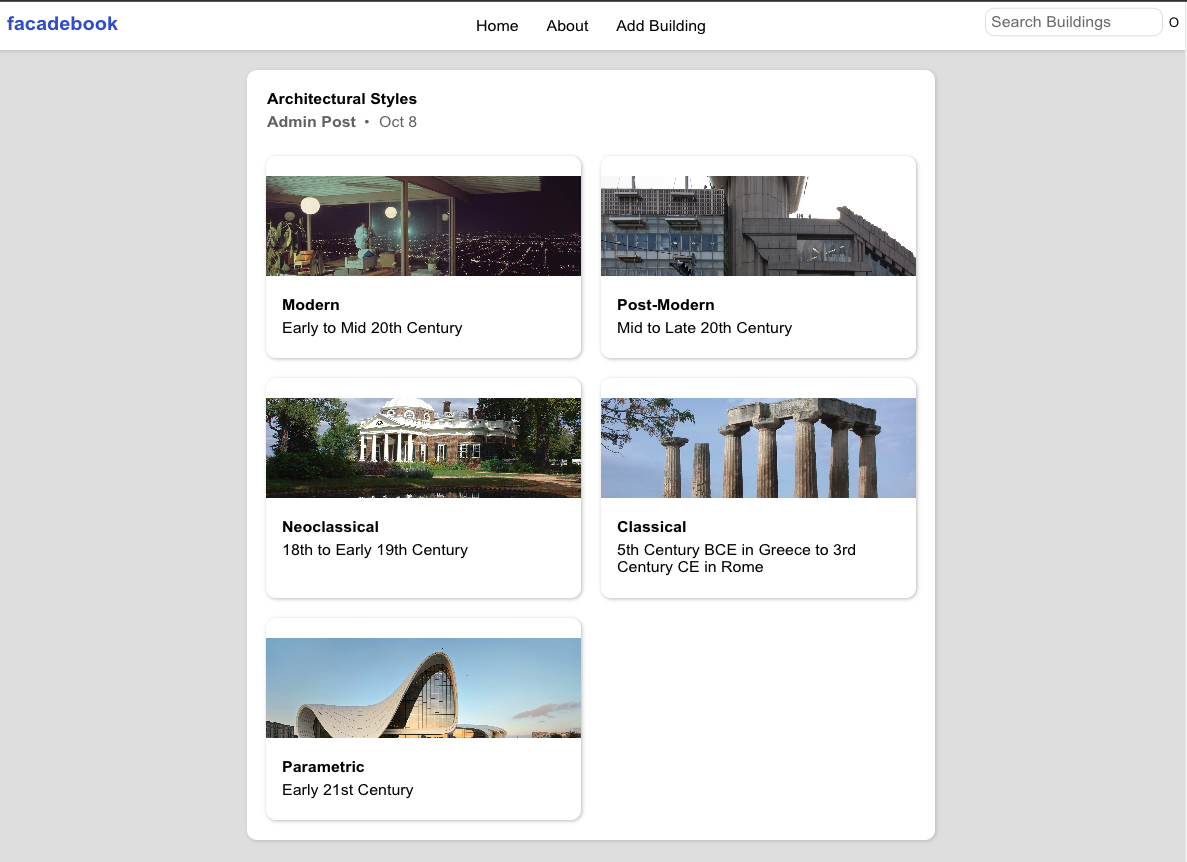 facadebook
Home
About
Add Building
Search Buildings
O
Architectural Styles
Admin Post • Oct 8
Modern
Early to Mid 20th Century
Post-Modern
Mid to Late 20th Century
Neoclassical
18th to Early 19th Century
Classical
5th Century BCE in Greece to 3rd
Century CE in Rome
Parametric
Early 21st Century